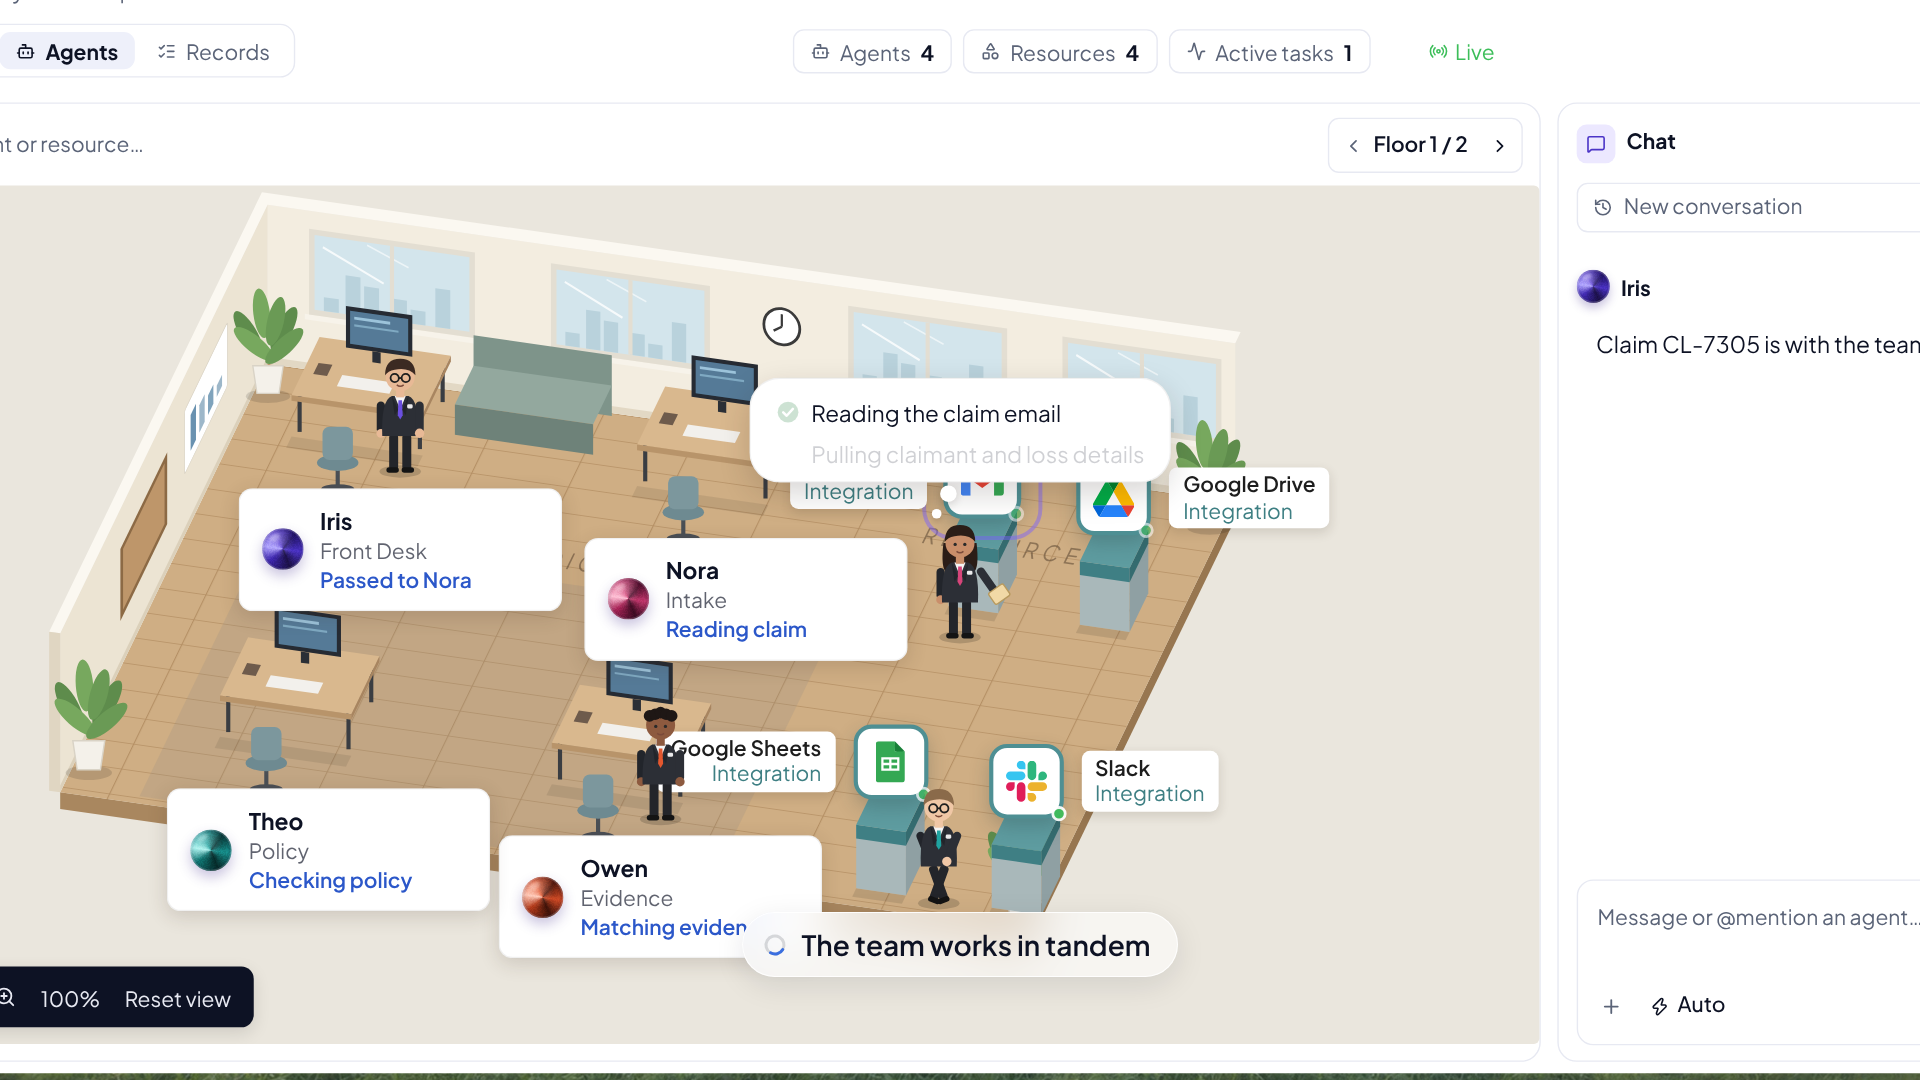 Agents
Records
Agents 4
Resources 4
Active tasks 1
Live
nt or resource...
Floor 1 / 2
Chat
New conversation
Iris
Claim CL-7305 is with the team
Reading the claim email
Pulling claimant and loss details
Integration
Google Drive
Integration
Iris
Front Desk
Passed to Nora
Nora
Intake
Reading claim
Google Sheets
Integration
Slack
Integration
Theo
Policy
Checking policy
Owen
Evidence
Matching eviden
The team works in tandem
100%
Reset view
Message or @mention an agent...
Auto